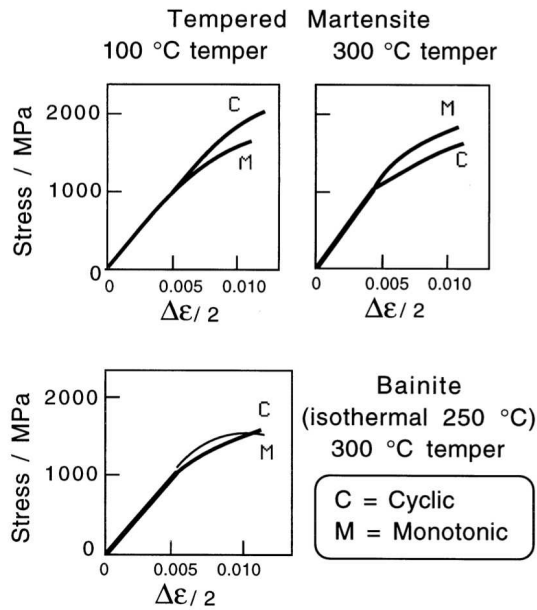 Tempered Martensite
100 °C temper
300 °C temper
Stress / MPa
2000
1000
0
C
M
0
0.005
0.010
Δε/ 2
M
C
0
0.005
0.010
Δε/ 2
Stress / MPa
2000
1000
0
C
M
0
0.005
0.010
Δε/ 2
Bainite
(isothermal 250 °C)
300 °C temper
C = Cyclic
M = Monotonic